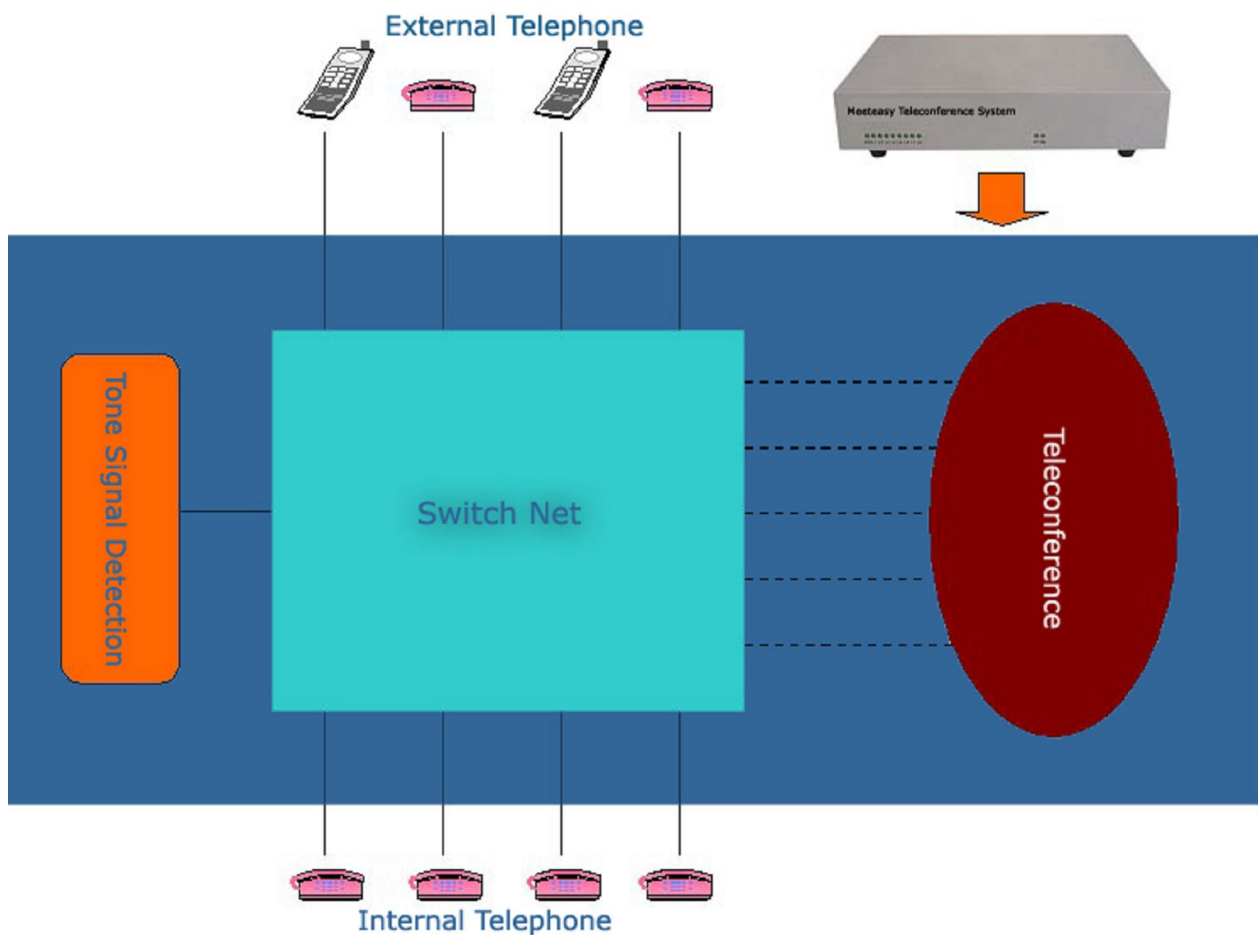 External Telephone
Meeteasy Teleconference System
Tone Signal Detection
Switch Net
Teleconference
Internal Telephone